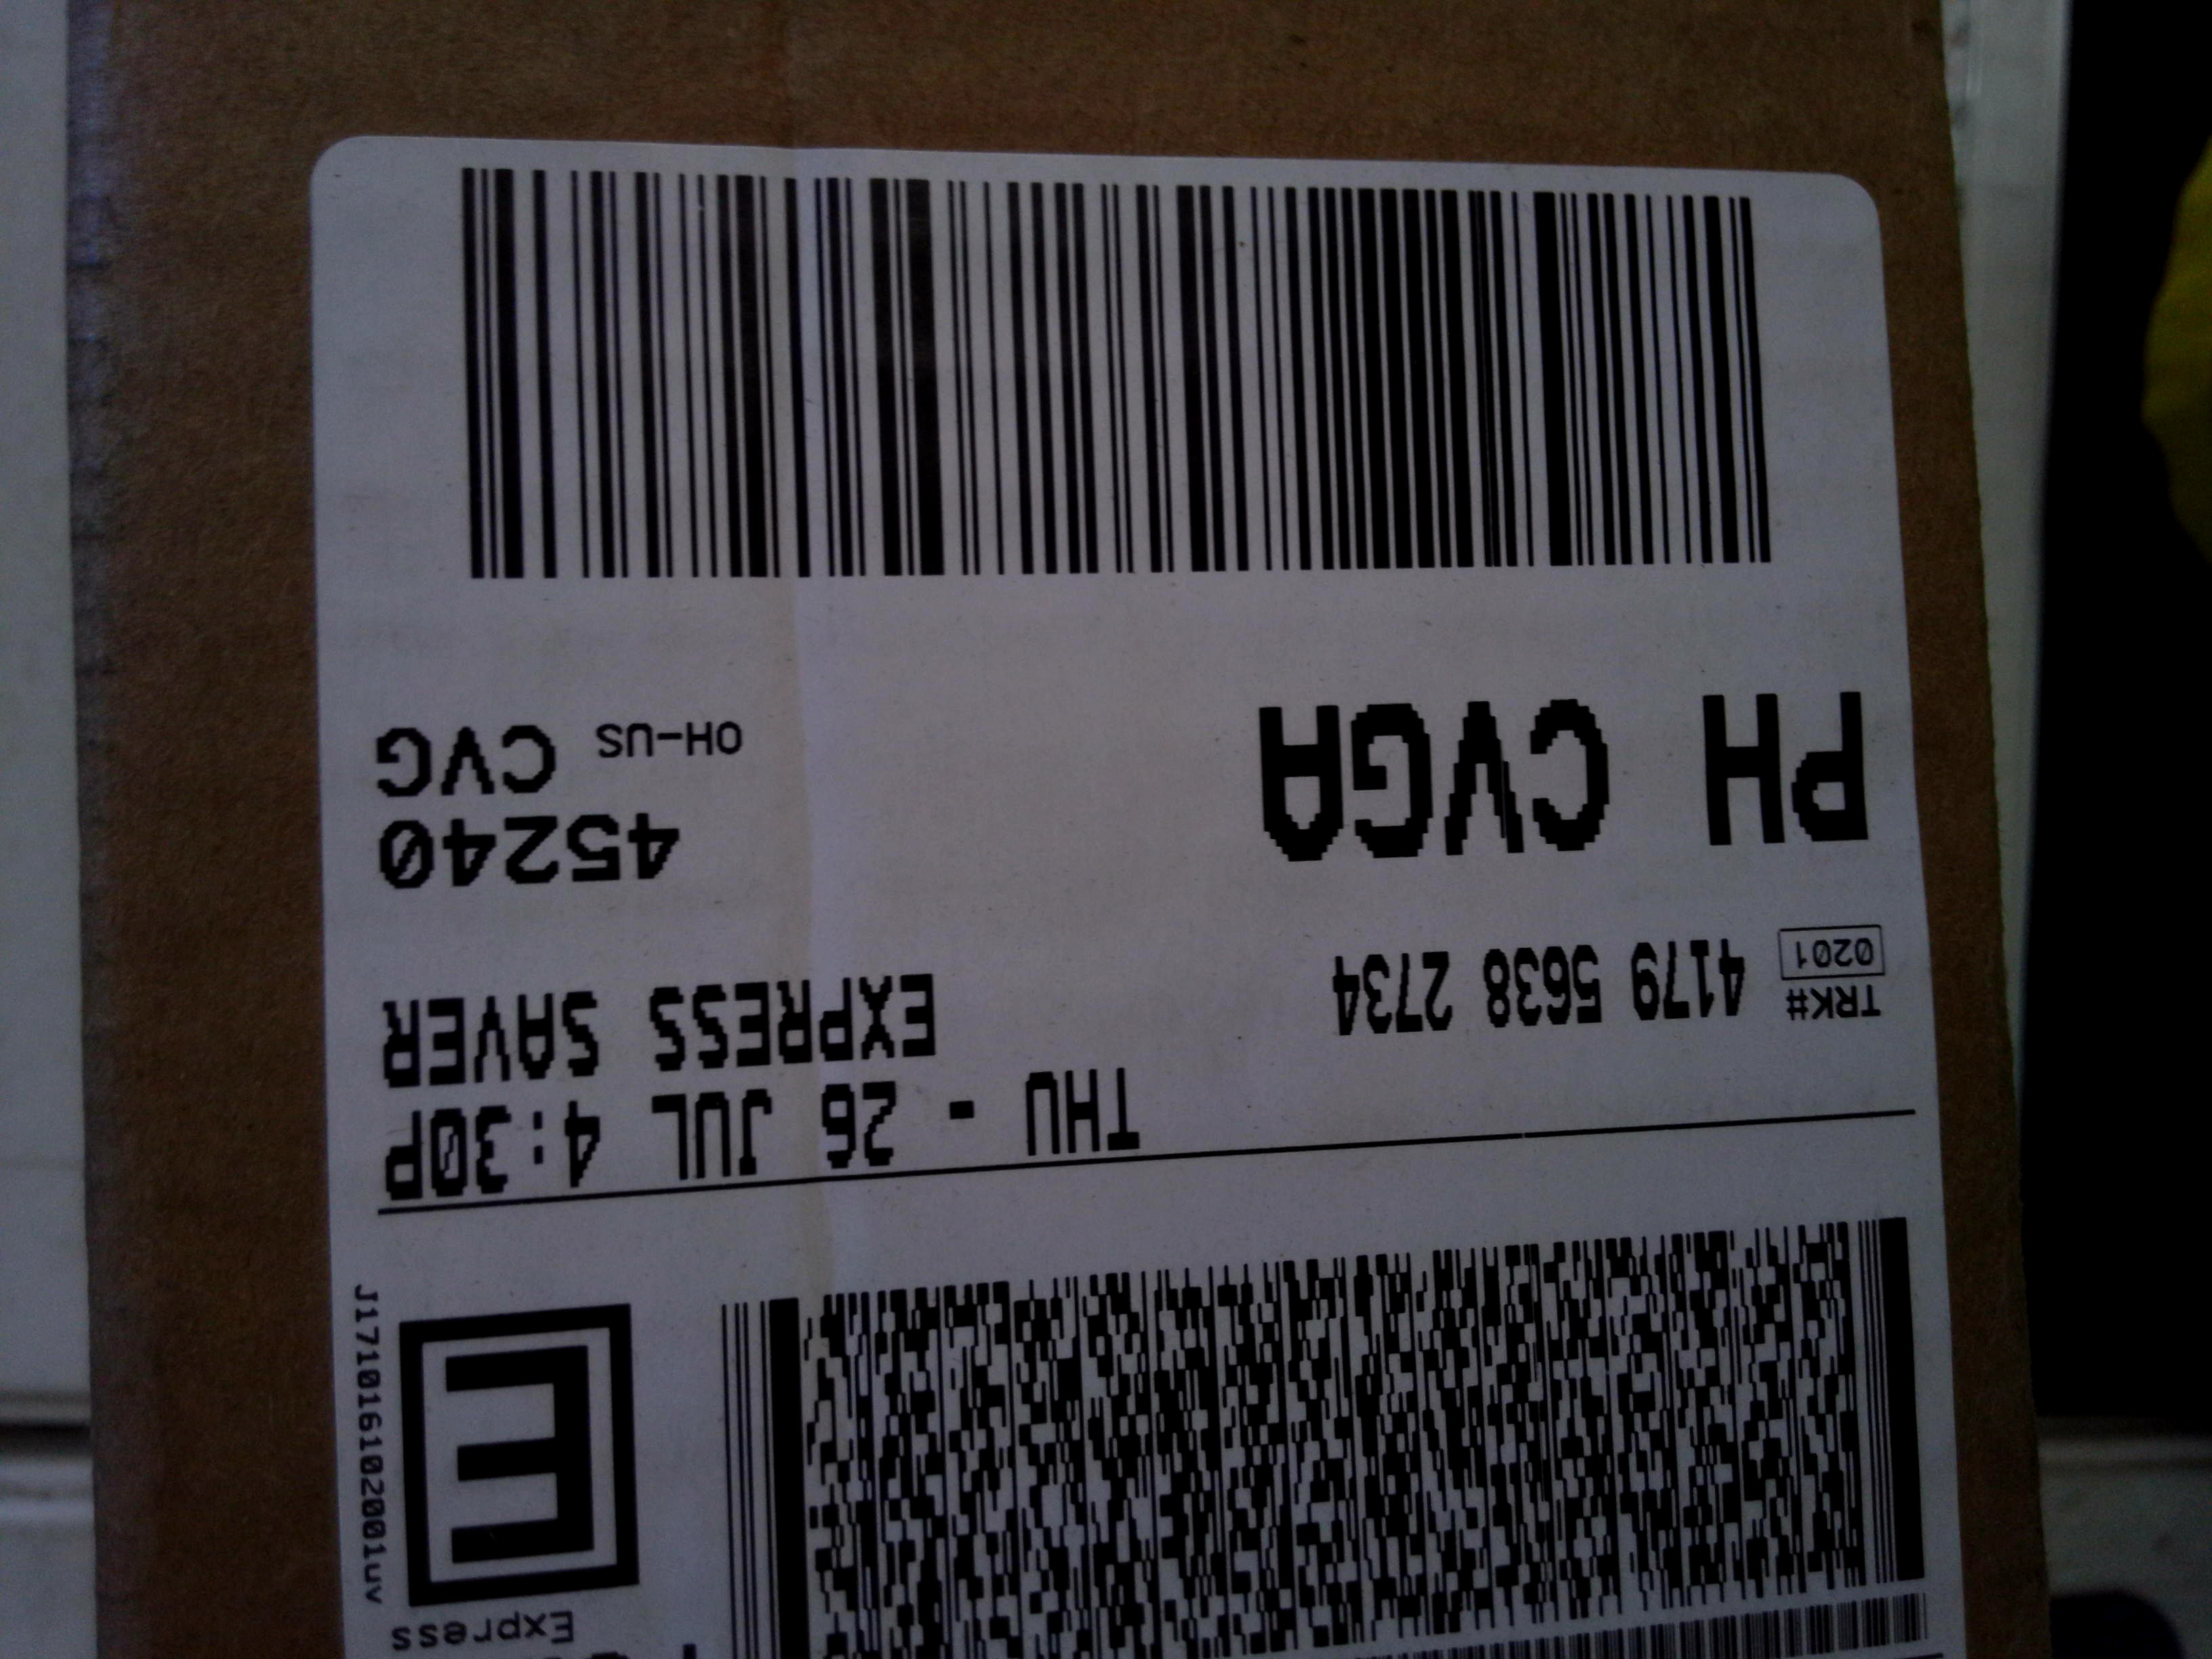 Express
E
J171016102001uv
THU - 26 JUL 4:30P
EXPRESS SAVER
TRK#
0201
4179 5638 2734
PH CVGA
45240
OH-US
CVG